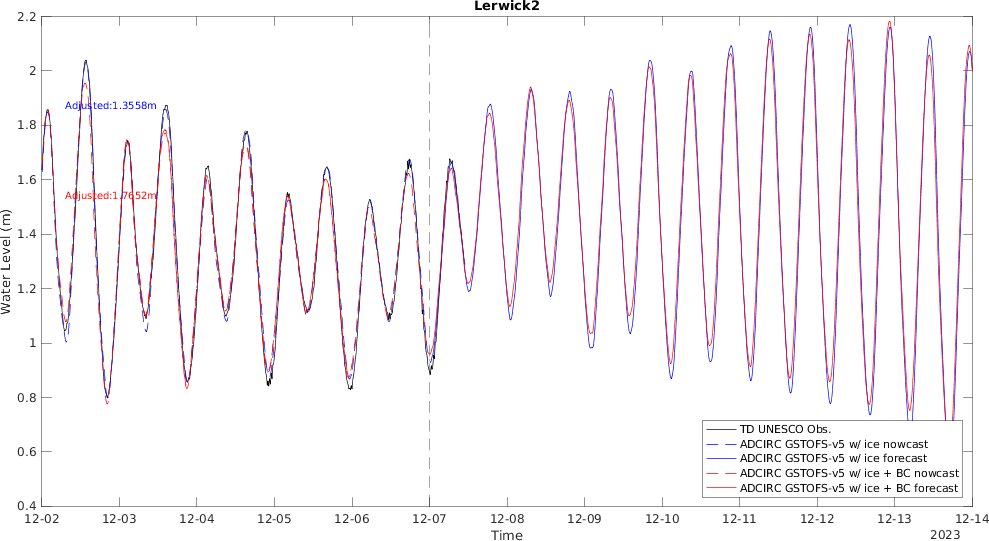 Lerwick2
2.2
2
1.8
1.6
1.4
1.2
1
0.8
0.6
0.4
Water Level (m)
Adjusted:1.3558m
Adjusted:1.7652m
TD UNESCO Obs.
ADCIRC GSTOFS-v5 w/ ice nowcast
ADCIRC GSTOFS-v5 w/ ice forecast
ADCIRC GSTOFS-v5 w/ ice + BC nowcast
ADCIRC GSTOFS-v5 w/ ice + BC forecast
12-02 12-03 12-04 12-05 12-06 12-07 12-08 12-09 12-10 12-11 12-12 12-13 12-14
Time
2023